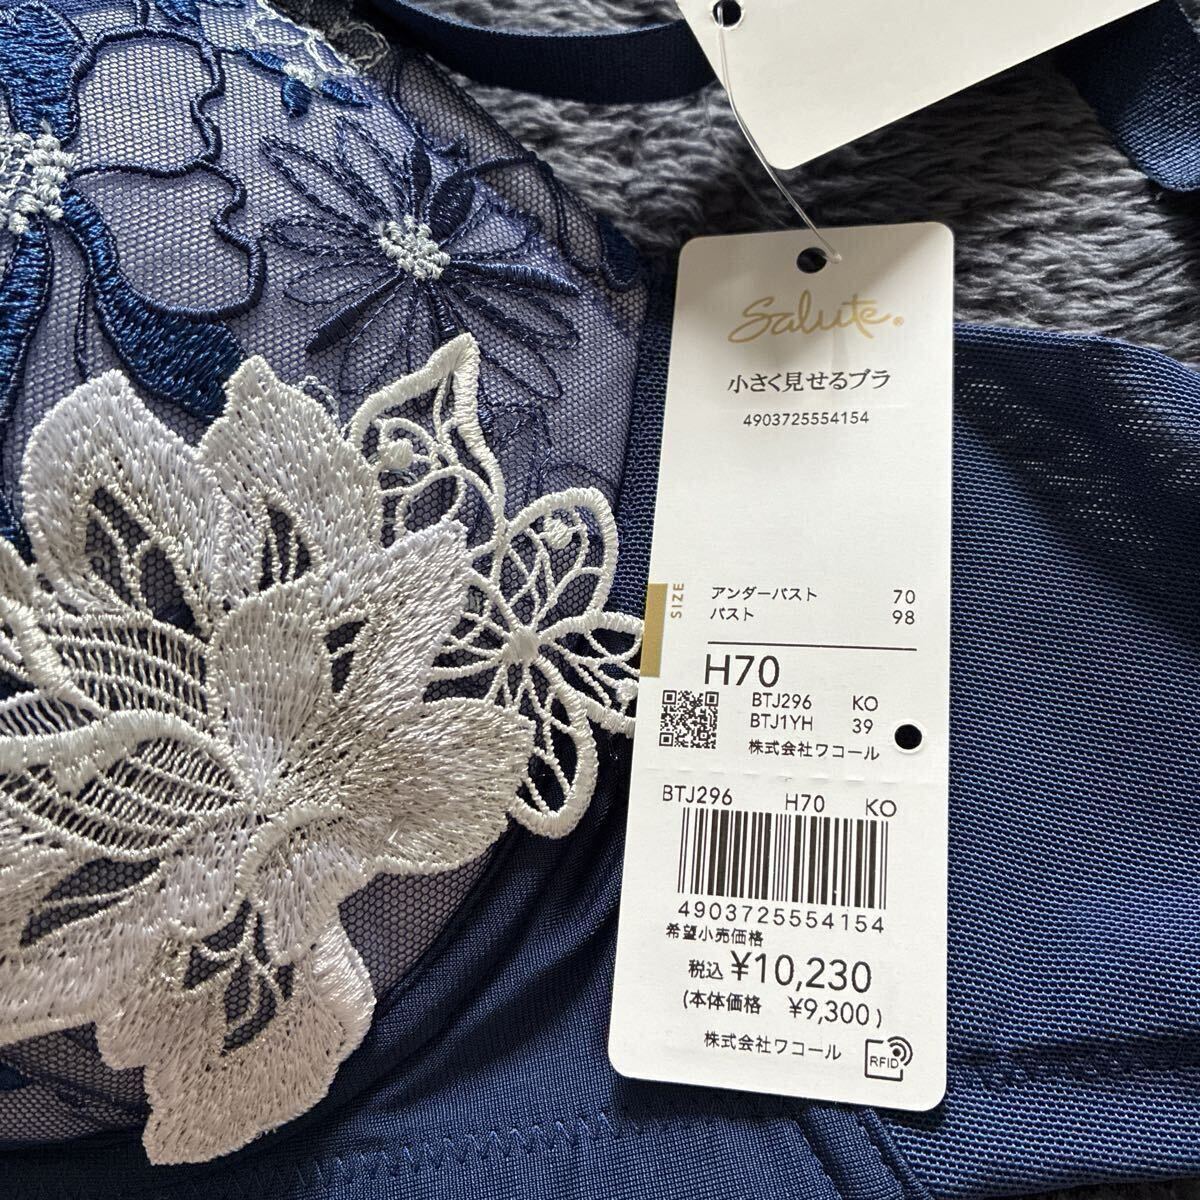 Salute®
小さく見せるブラ
4903725554154
SIZE
アンダーバスト 70
バスト 98
H70
BTJ296 KO
BTJ1YH 39
株式会社ワコール
BTJ296 H70 KO
4903725554154
希望小売価格
税込 ¥10,230
(本体価格 ¥9,300)
株式会社ワコール
RFID